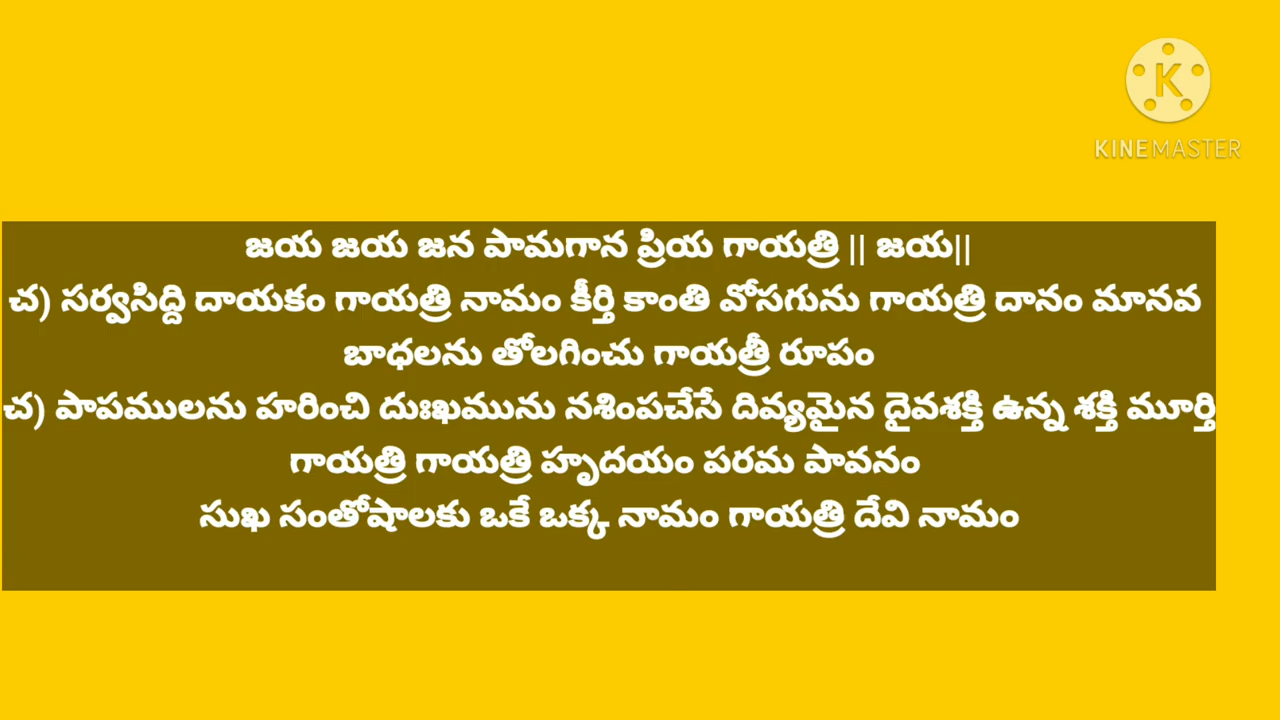 KINEMASTER
జయ జయ జన పామగాన ప్రియ గాయత్రి || జయ||
చ) సర్వసిద్ది దాయకం గాయత్రి నామం కీర్తి కాంతి వోసగును గాయత్రి దానం మానవ
బాధలను తోలగించు గాయత్రీ రూపం
చ) పాపములను హరించి దుఃఖమును నశింపచేసే దివ్యమైన దైవశక్తి ఉన్న శక్తి మూర్తి
గాయత్రి గాయత్రి హృదయం పరమ పావనం
సుఖ సంతోషాలకు ఒకే ఒక్క నామం గాయత్రి దేవి నామం